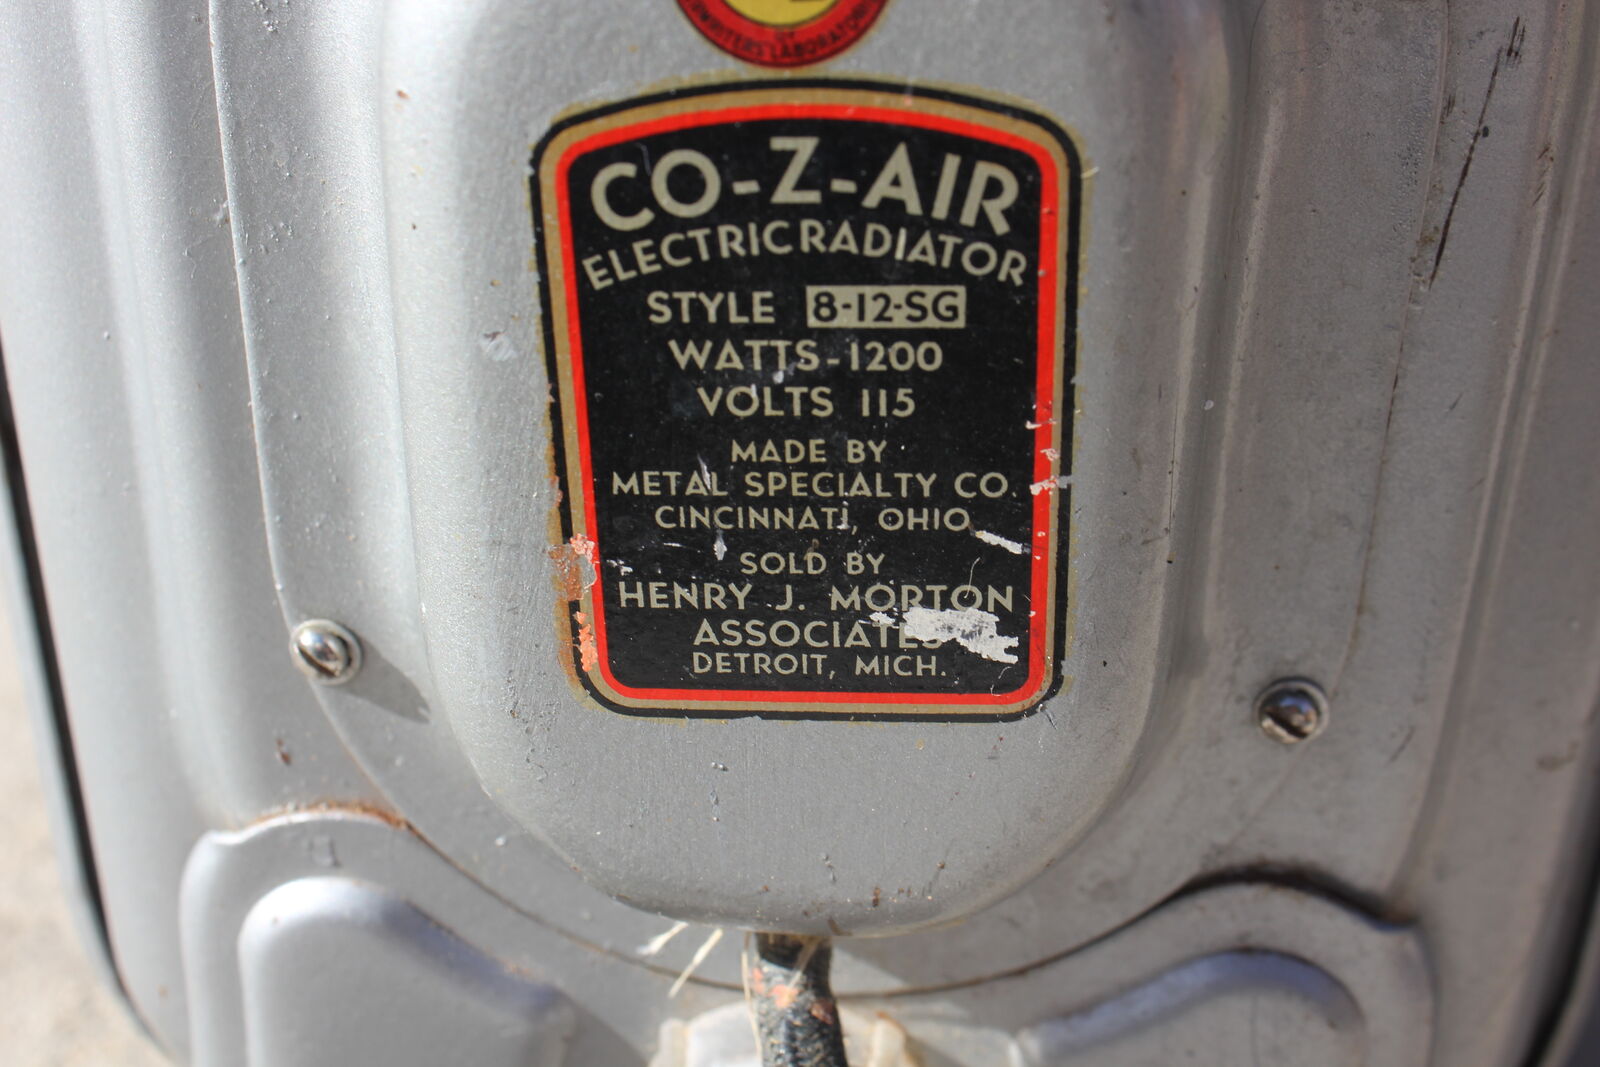 LABORATORIES
CO-Z-AIR
ELECTRIC RADIATOR
STYLE 8-12-SG
WATTS-1200
VOLTS 115
MADE BY
METAL SPECIALTY CO.
CINCINNATI, OHIO
SOLD BY
HENRY J. MORTON
ASSOCIATES
DETROIT, MICH.